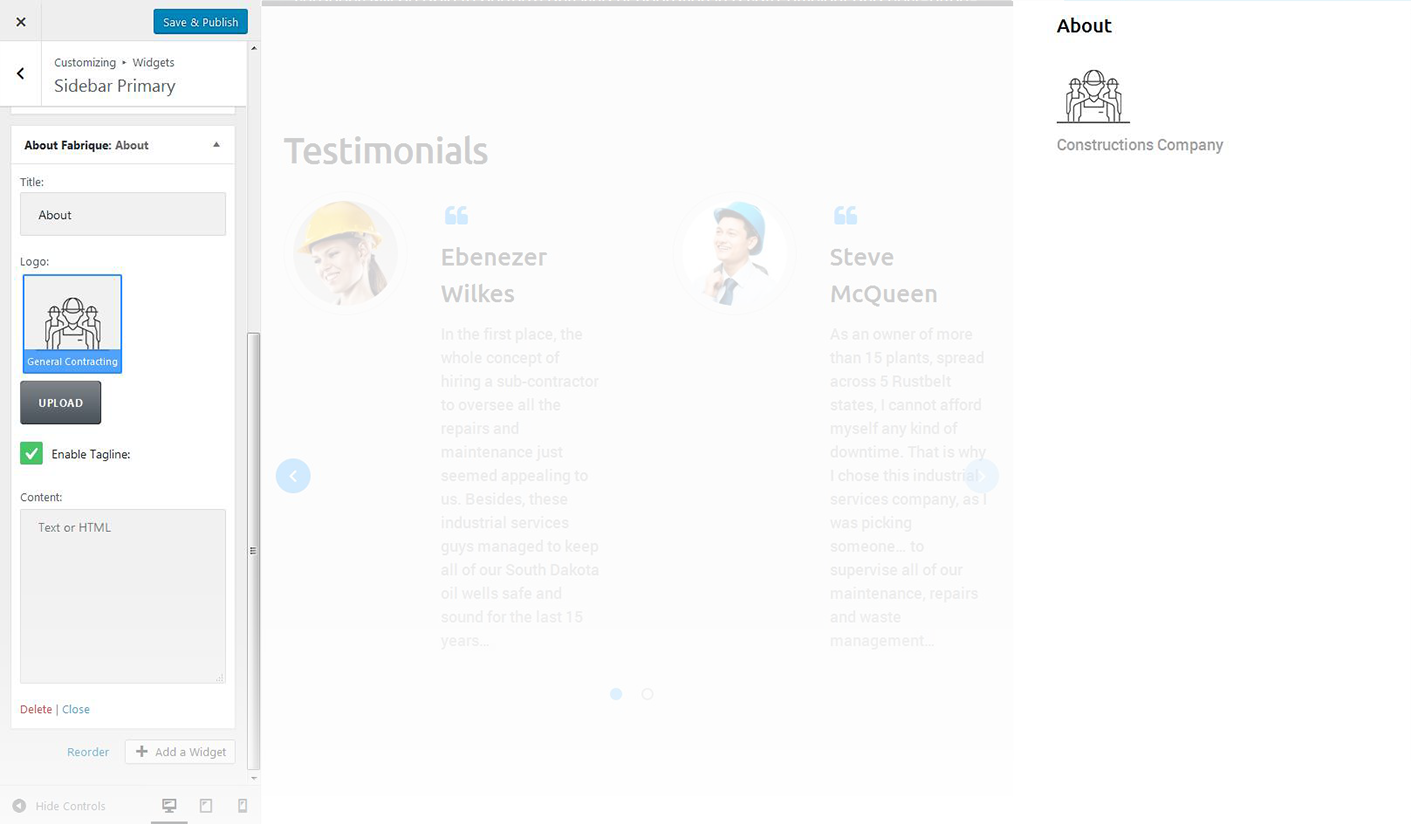 Save & Publish
Customizing ▸ Widgets
Sidebar Primary
About Fabrique: About
Title:
About
Logo:
General Contracting
UPLOAD
Enable Tagline:
Content:
Text or HTML
Delete | Close
Reorder
Add a Widget
Hide Controls
Testimonials
Ebenezer
Wilkes
In the first place, the
whole concept of
hiring a sub-contractor
to oversee all the
repairs and
maintenance just
seemed appealing to
us. Besides, these
industrial services
guys managed to keep
all of our South Dakota
oil wells safe and
sound for the last 15
years...
Steve
McQueen
As an owner of more
than 15 plants, spread
across 5 Rustbelt
states, I cannot afford
myself any kind of
downtime. That is why
I chose this industrial
services company, as I
was picking
someone... to
supervise all of our
maintenance, repairs
and waste
management...
About
Constructions Company